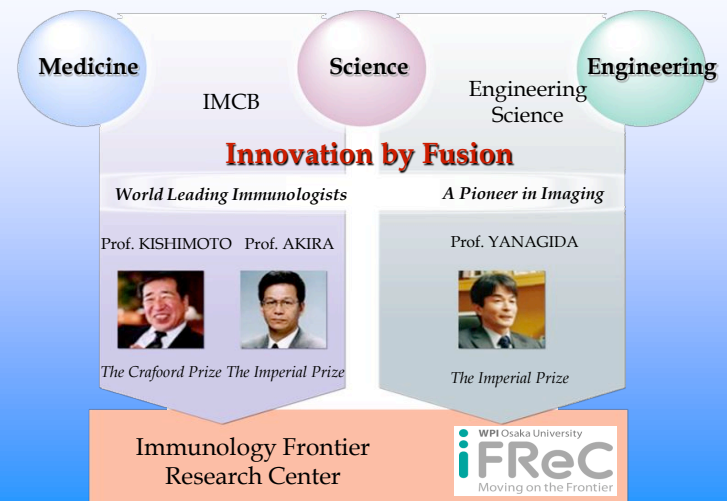 Medicine
Science
Engineering
IMCB
Engineering
Science
Innovation by Fusion
World Leading Immunologists
A Pioneer in Imaging
Prof. KISHIMOTO
Prof. AKIRA
Prof. YANAGIDA
The Crafoord Prize
The Imperial Prize
The Imperial Prize
Immunology Frontier
Research Center
WPI Osaka University
iFReC
Moving on the Frontier